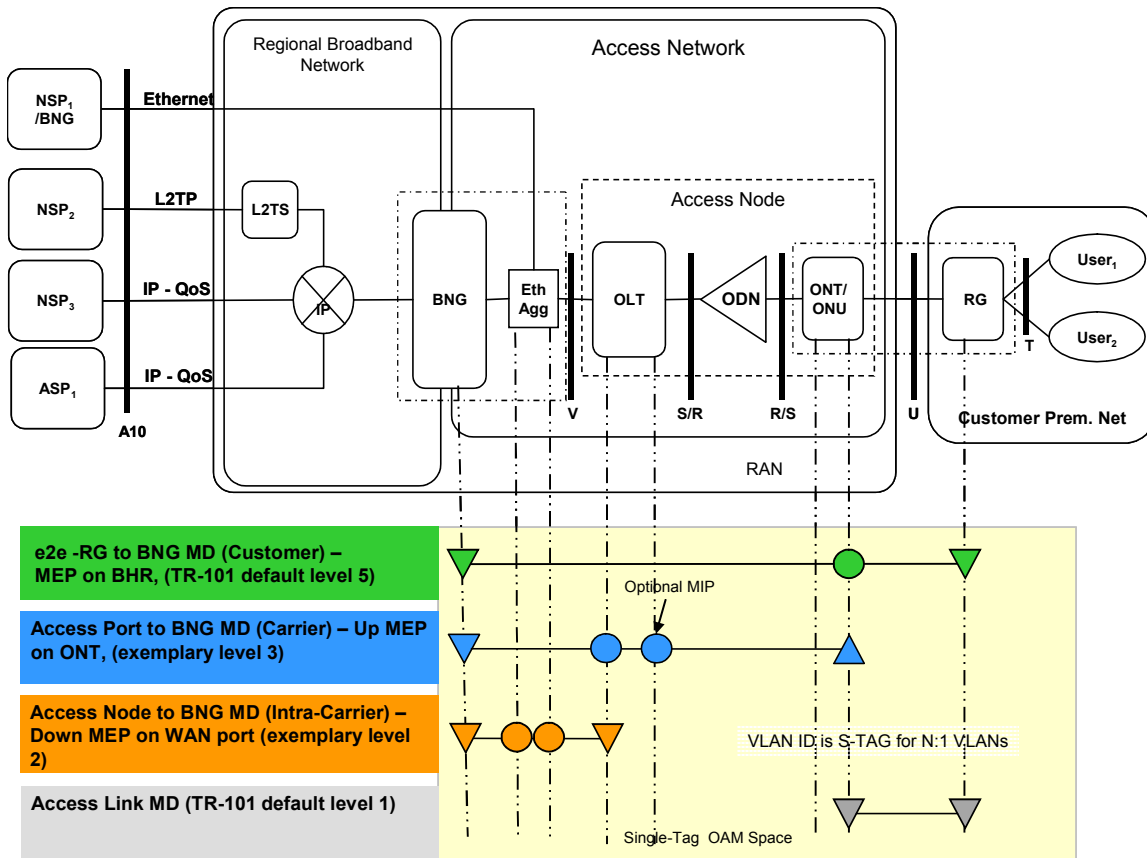 Regional Broadband
Network
Access Network
NSP1
/BNG
Ethernet
NSP2
L2TP
L2TS
Access Node
NSP3
IP - QoS
IP
BNG
Eth
Agg
OLT
ODN
ONT/
ONU
RG
User1
User2
T
ASP1
IP - QoS
A10
V
S/R
R/S
U
Customer Prem. Net
RAN
e2e -RG to BNG MD (Customer) –
MEP on BHR, (TR-101 default level 5)
Optional MIP
Access Port to BNG MD (Carrier) – Up MEP
on ONT, (exemplary level 3)
Access Node to BNG MD (Intra-Carrier) –
Down MEP on WAN port (exemplary level
2)
VLAN ID is S-TAG for N:1 VLANs
Access Link MD (TR-101 default level 1)
Single-Tag OAM Space